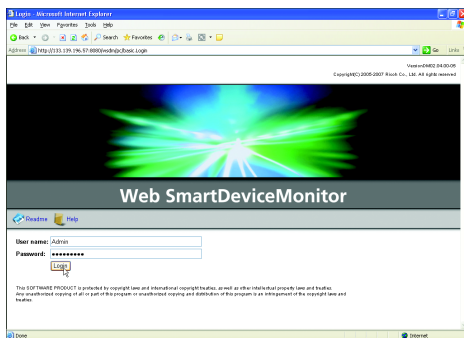 Login - Microsoft Internet Explorer
File Edit View Favorites Tools Help
Back Search Favorites
Address http://133.139.196.57:8080/wsdm/pc/basic.Login Go Links
Version DM02.04.00-05
Copyright(C) 2005-2007 Ricoh Co., Ltd. All rights reserved
Web SmartDeviceMonitor
Readme Help
User name: Admin
Password: •••••••••
Login
This SOFTWARE PRODUCT is protected by copyright laws and international copyright treaties, as well as other intellectual property laws and treaties.
Any unauthorized copying of all or part of this program or unauthorized copying and distribution of this program is an infringement of the copyright laws and
treaties.
Done Internet